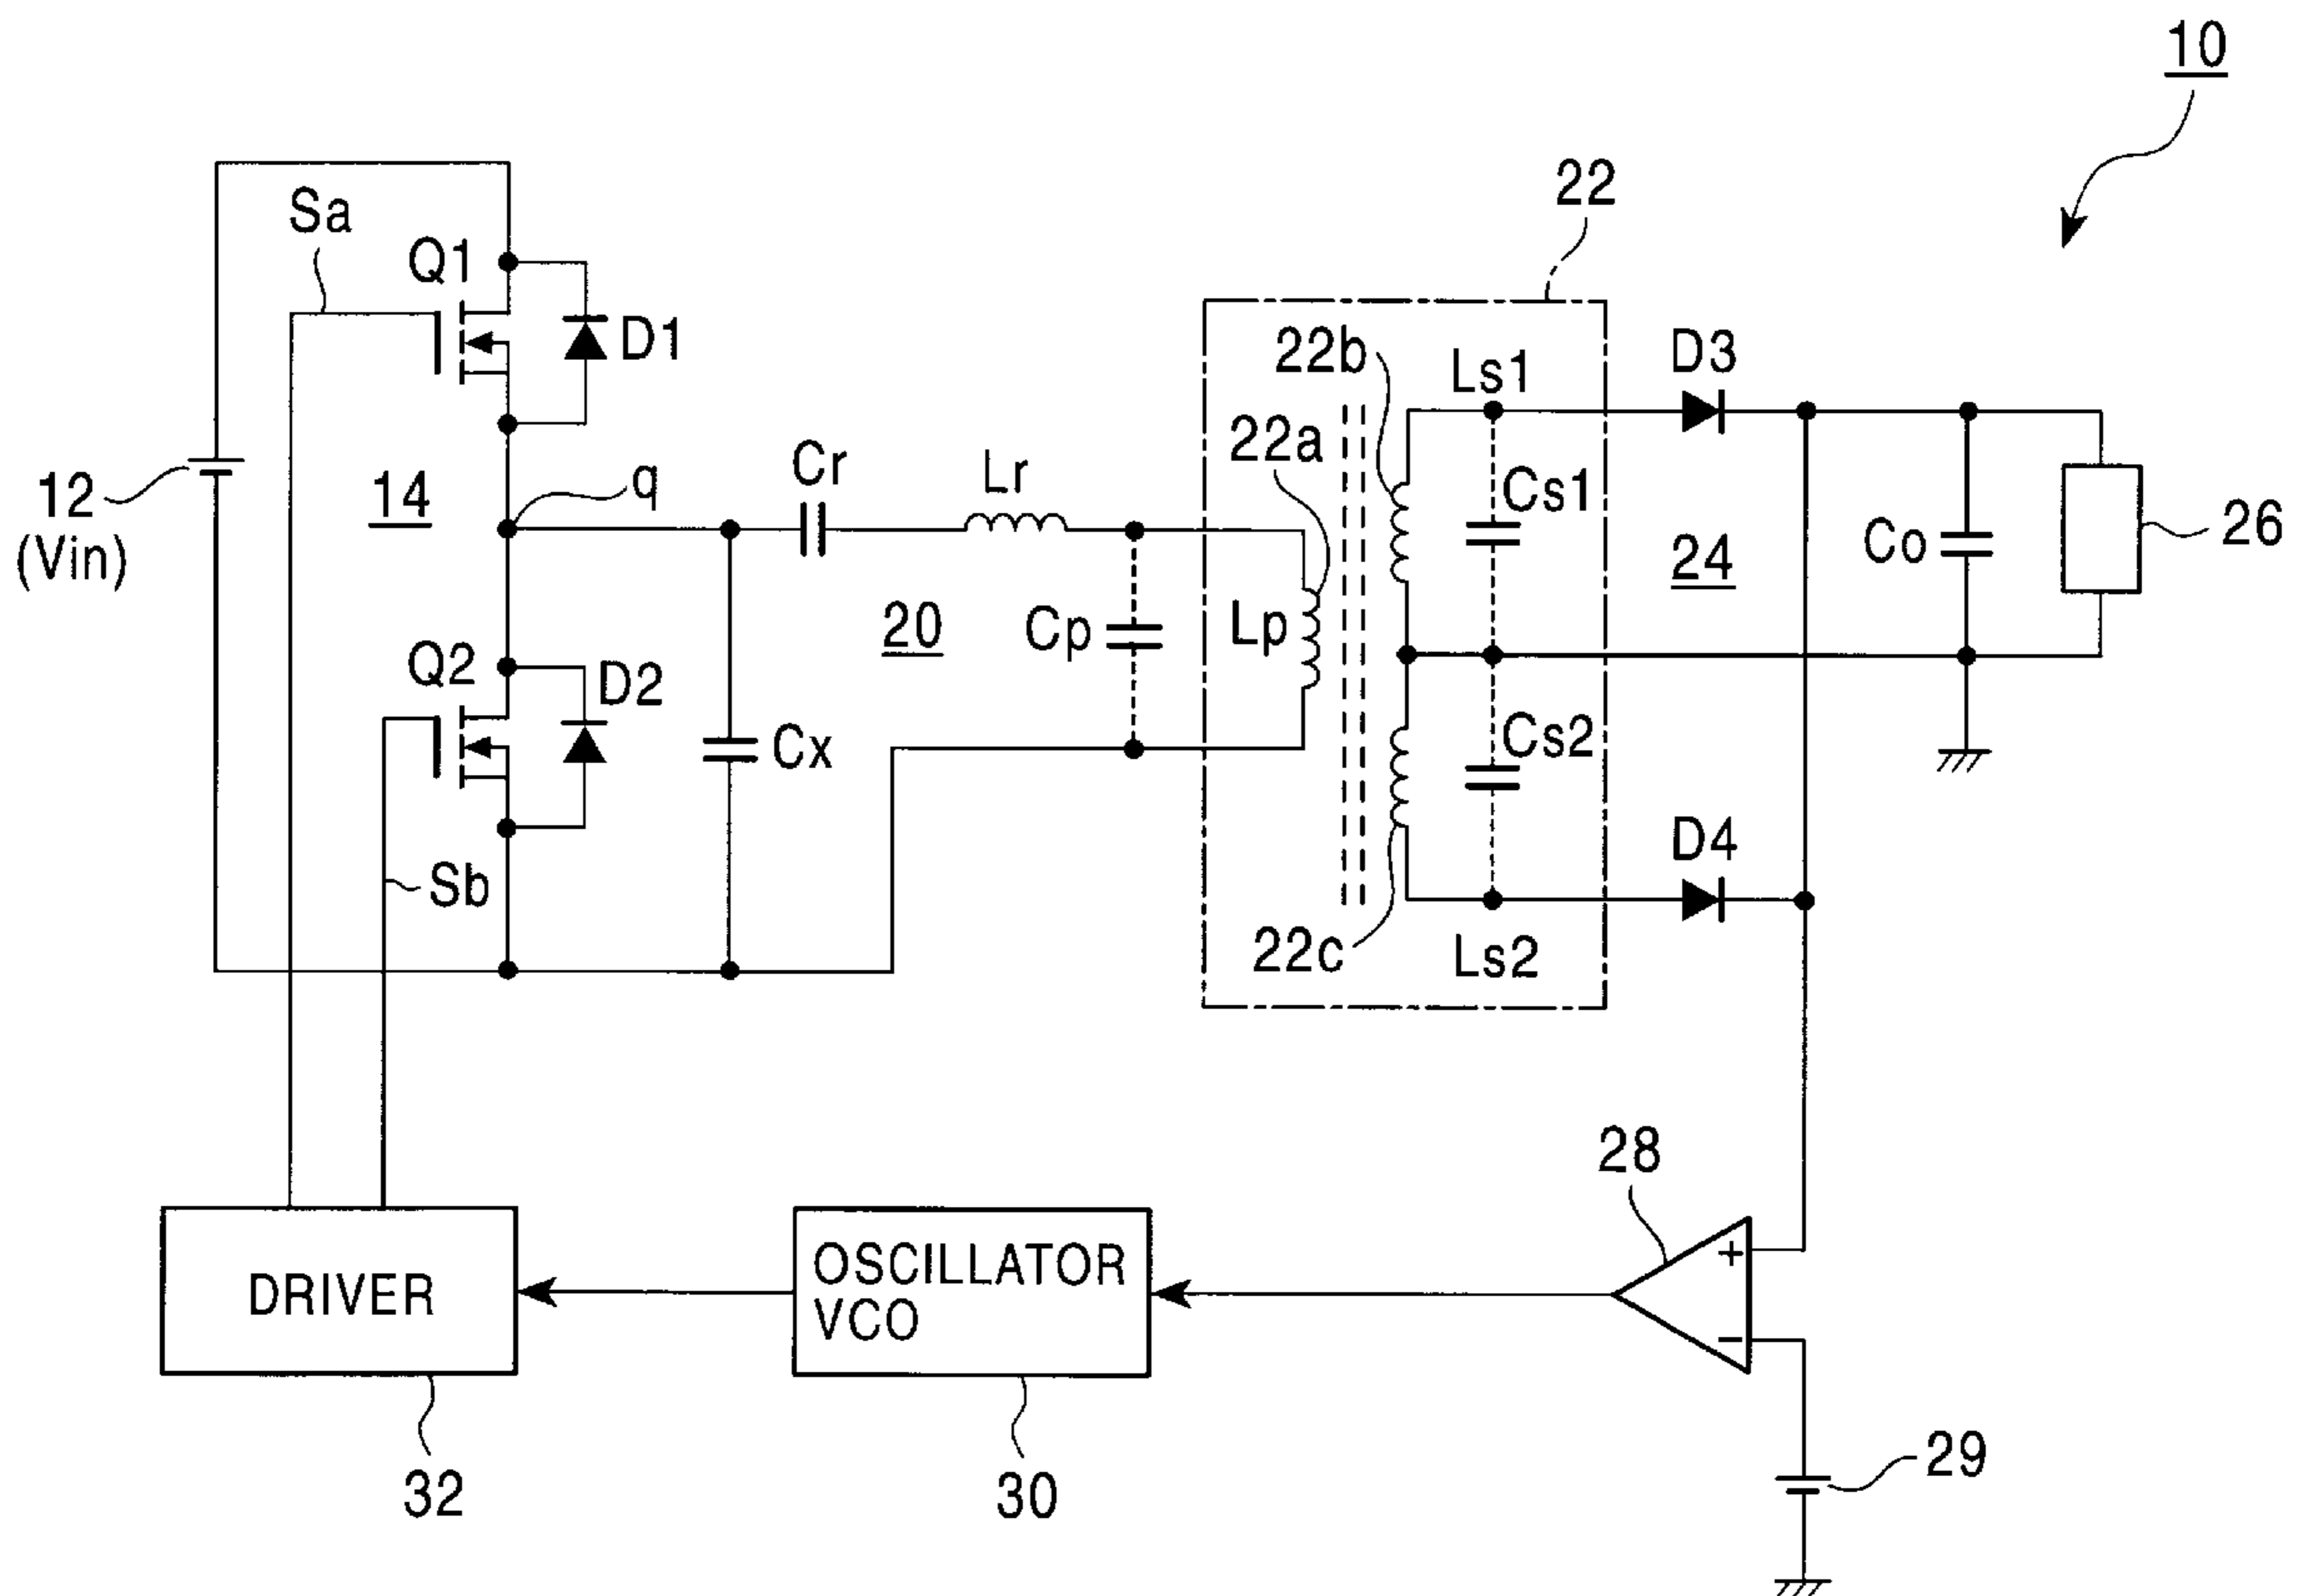 10
22
Sa
Q1
D1
22b
Ls1
D3
22a
12
(Vin)
14
q
Cr
Lr
Cs1
24
Co
26
20
Cp
Lp
Q2
D2
Cx
Cs2
D4
Sb
22c
Ls2
28
+
−
DRIVER
OSCILLATOR
VCO
29
32
30